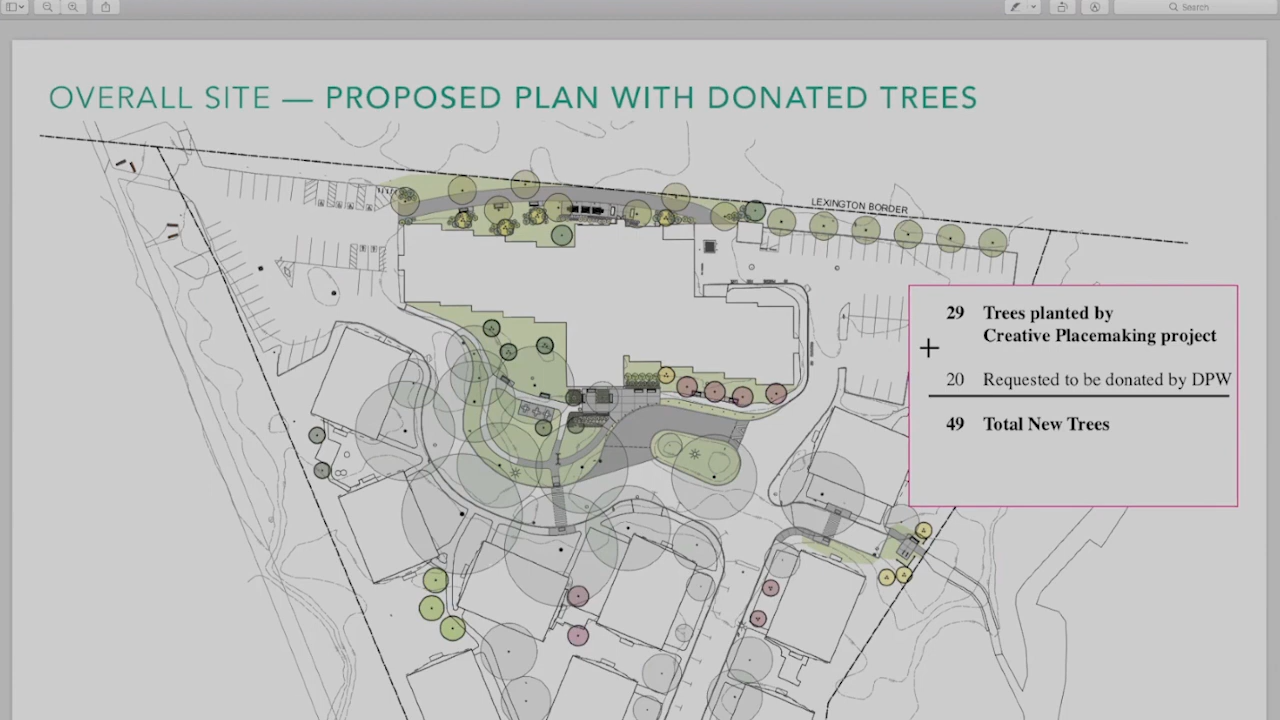 Search
OVERALL SITE — PROPOSED PLAN WITH DONATED TREES
LEXINGTON BORDER
29 Trees planted by
Creative Placemaking project
+
20 Requested to be donated by DPW
49 Total New Trees